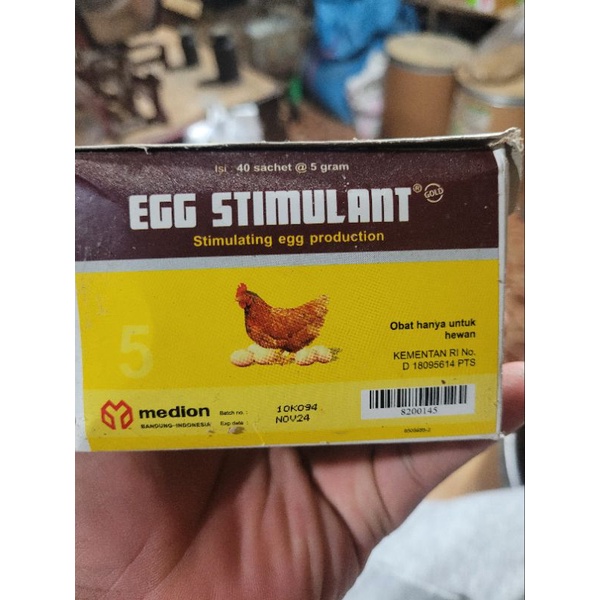 isi : 40 sachet @ 5 gram
EGG STIMULANT® GOLD
Stimulating egg production
5
Obat hanya untuk
hewan
KEMENTAN RI No.
D 18095614 PTS
medion
BANDUNG-INDONESIA
Batch no. : 10K094
Exp date : NOV24
8200145